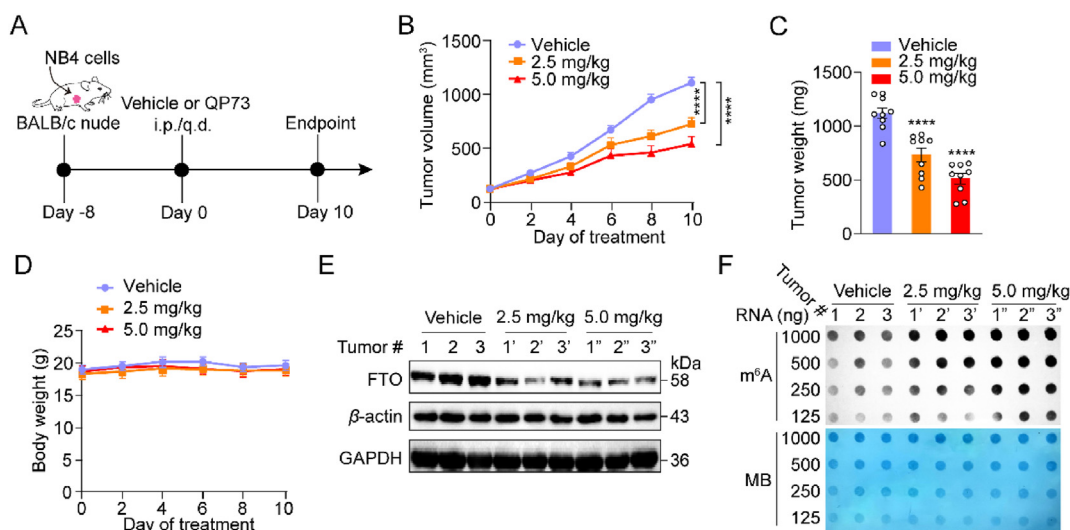 A
NB4 cells
BALB/c nude
Vehicle or QP73
i.p./q.d.
Endpoint
Day -8
Day 0
Day 10
B
Vehicle
2.5 mg/kg
5.0 mg/kg
Tumor volume (mm³)
1500
1000
500
0
0 2 4 6 8 10
Day of treatment
****
****
C
Vehicle
2.5 mg/kg
5.0 mg/kg
Tumor weight (mg)
1500
1000
500
0
****
****
D
Vehicle
2.5 mg/kg
5.0 mg/kg
Body weight (g)
25
20
15
10
5
0
0 2 4 6 8 10
Day of treatment
E
Vehicle 2.5 mg/kg 5.0 mg/kg
Tumor # 1 2 3 1' 2' 3' 1" 2" 3" kDa
FTO 58
β-actin 43
GAPDH 36
F
Tumor #
Vehicle 2.5 mg/kg 5.0 mg/kg
RNA (ng) 1 2 3 1' 2' 3' 1" 2" 3"
m⁶A
1000
500
250
125
MB
1000
500
250
125